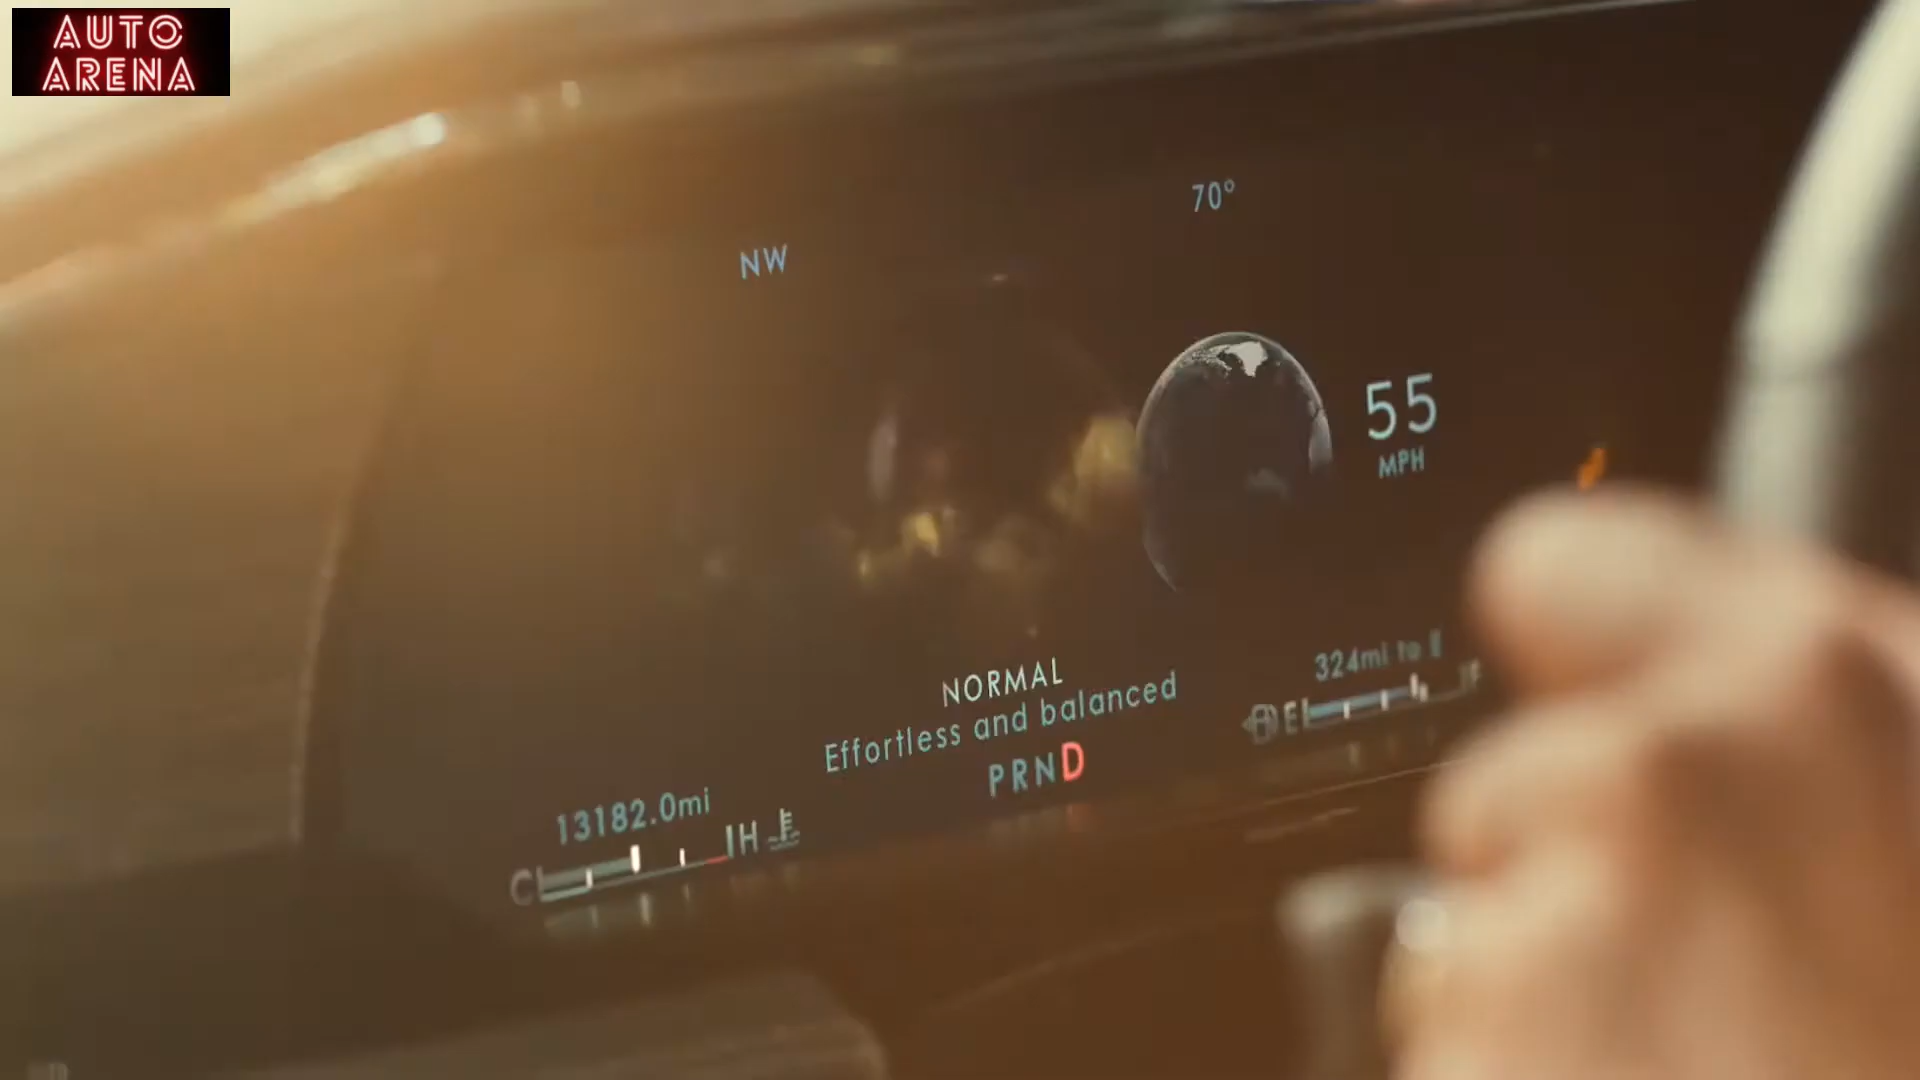 AUTO
ARENA
70°
NW
55
MPH
NORMAL
Effortless and balanced
PRND
324mi to E
E F
13182.0mi
C H